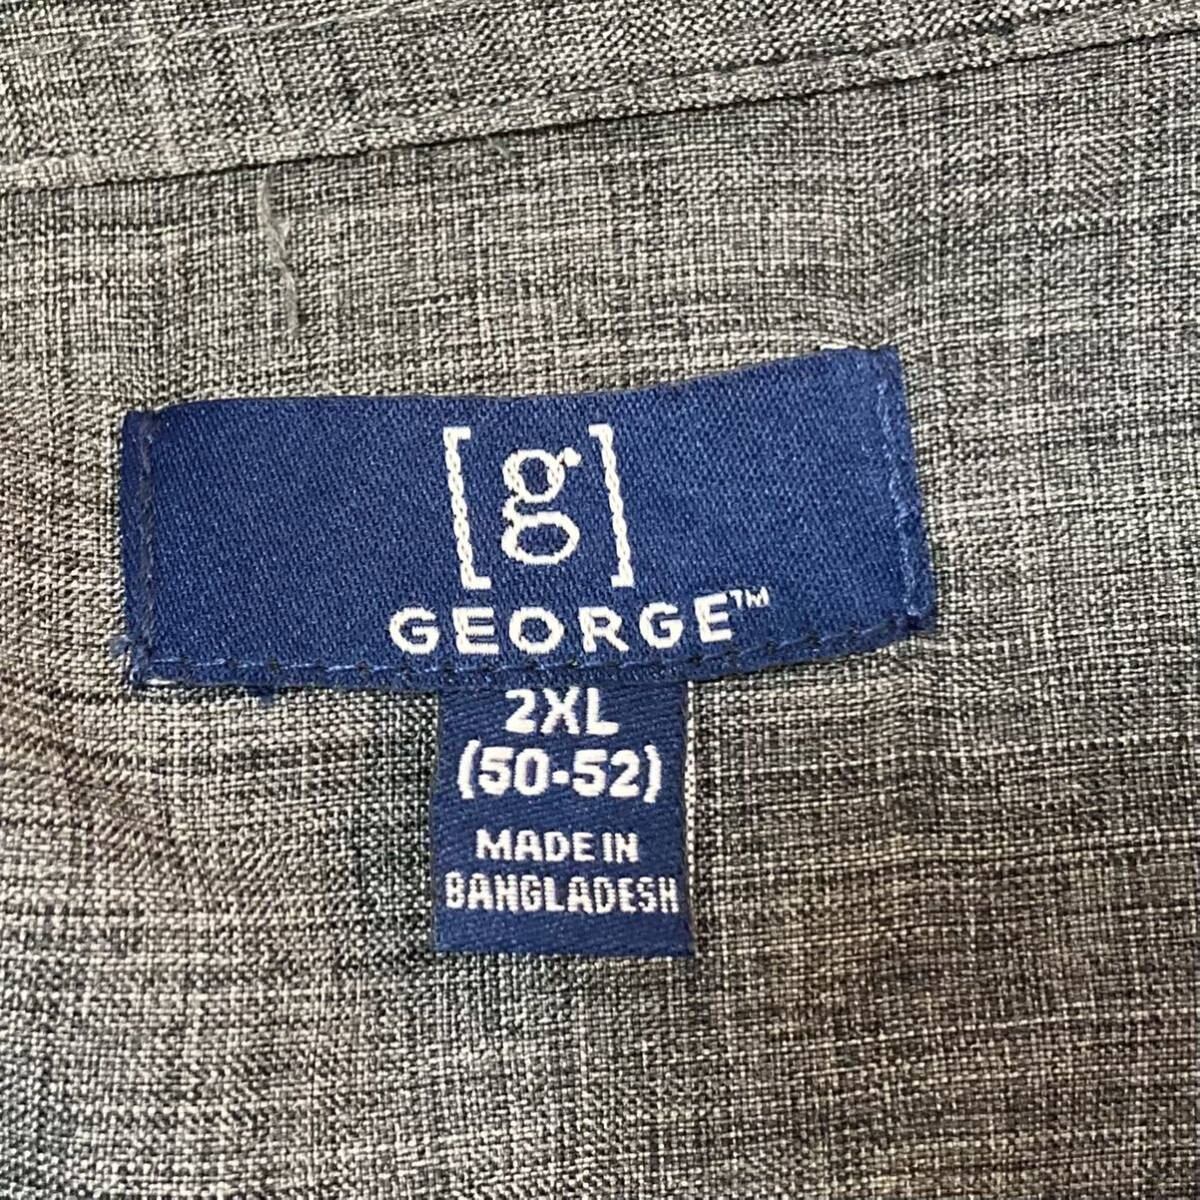 [g]
GEORGE™
2XL
(50-52)
MADE IN
BANGLADESH